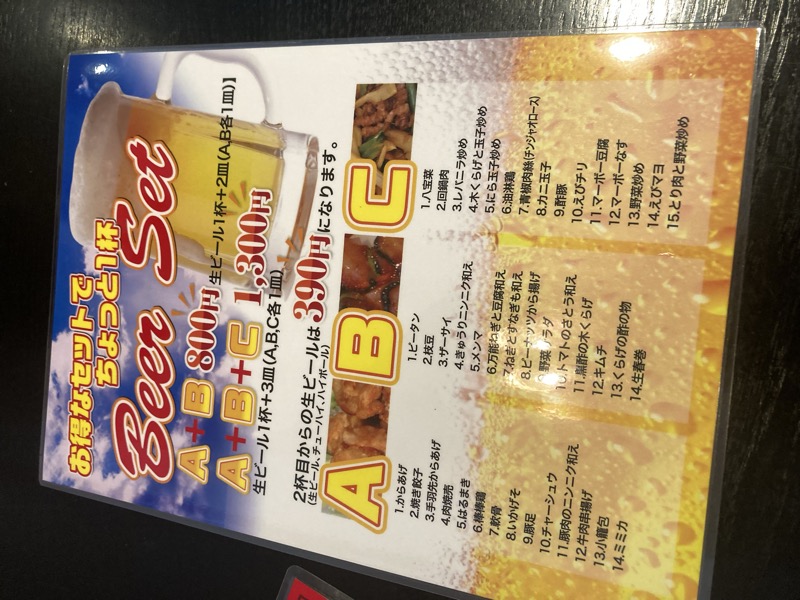 お得なセットで
ちょっと1杯
Beer Set
A+B 800円 生ビール1杯+2皿(A,B各1皿)】
A+B+C 1,300円
生ビール1杯+3皿(A,B,C各1皿)
2杯目からの生ビールは390円になります。
(生ビール、チューハイ、ハイボール)
A
1.からあげ
2.焼き餃子
3.手羽先からあげ
4.肉焼売
5.はるまき
6.棒棒鶏
7.軟骨
8.いかげそ
9.豚足
10.チャーシュウ
11.豚肉のニンニク和え
12.牛肉串揚げ
13.小籠包
14.ミミカ
B
1.ピータン
2.枝豆
3.ザーサイ
4.きゅうりニンニク和え
5.メンマ
6.万能ねぎと豆腐和え
7.ねぎとすなぎも和え
8.ピーナッツから揚げ
9.野菜サラダ
10.トマトのさとう和え
11.黒酢の木くらげ
12.キムチ
13.くらげの酢の物
14.生春巻
C
1.八宝菜
2.回鍋肉
3.レバニラ炒め
4.木くらげと玉子炒め
5.にら玉子炒め
6.油淋鶏
7.青椒肉絲(チンジャオロース)
8.カニ玉子
9.酢豚
10.えびチリ
11.マーボー豆腐
12.マーボーなす
13.野菜炒め
14.えびマヨ
15.とり肉と野菜炒め